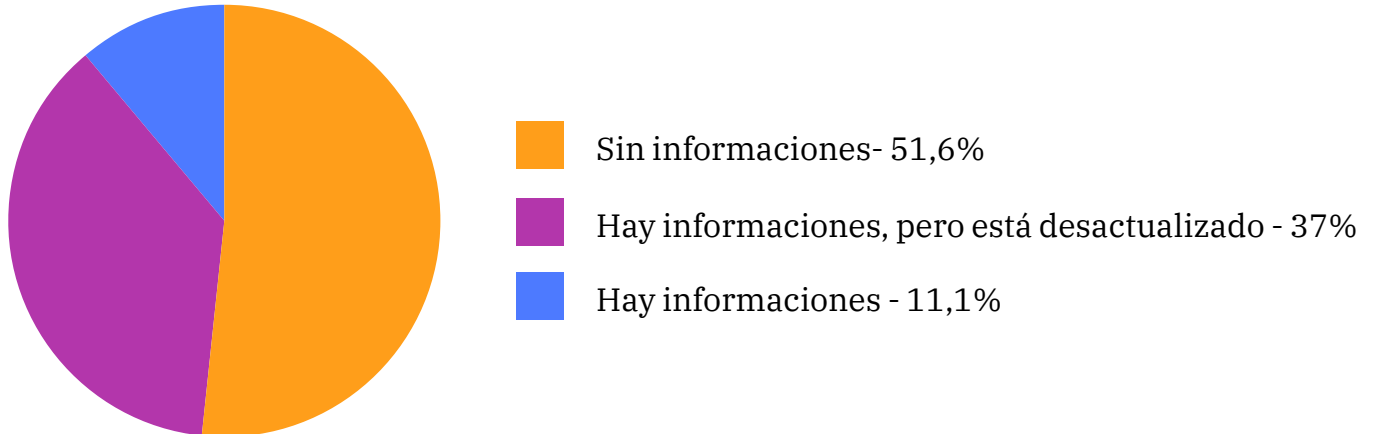 Sin informaciones- 51,6%
Hay informaciones, pero está desactualizado - 37%
Hay informaciones - 11,1%